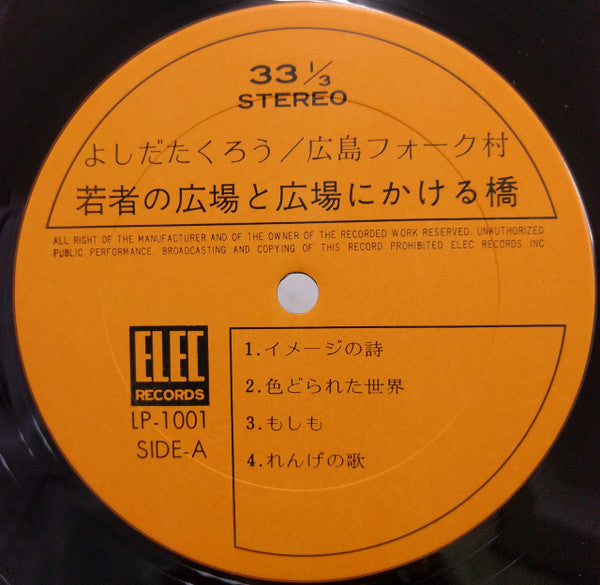 33 1/3
STEREO
よしだたくろう/広島フォーク村
若者の広場と広場にかける橋
ALL RIGHT OF THE MANUFACTURER AND OF THE OWNER OF THE RECORDED WORK RESERVED. UNAUTHORIZED
PUBLIC PERFORMANCE. BROADCASTING AND COPYING OF THIS RECORD PROHIBITED ELEC RECORDS INC
ELEC
RECORDS
LP-1001
SIDE-A
1.イメージの詩
2.色どられた世界
3.もしも
4.れんげの歌